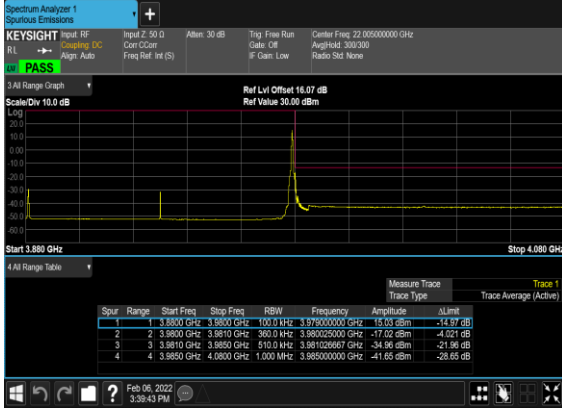 Spectrum Analyzer 1
Spurious Emissions
+
KEYSIGHT Input: RF Input Z: 50 Ω Atten: 30 dB Trig: Free Run Center Freq: 22.005000000 GHz
RL Coupling: DC Corr CCorr Gate: Off Avg|Hold: 300/300
Align: Auto Freq Ref: Int (S) IF Gain: Low Radio Std: None
PASS
3 All Range Graph
Ref Lvl Offset 16.07 dB
Scale/Div 10.0 dB Ref Value 30.00 dBm
Log
20.0
10.0
0.00
-10.0
-20.0
-30.0
-40.0
-50.0
-60.0
Start 3.880 GHz Stop 4.080 GHz
4 All Range Table
Measure Trace Trace 1
Trace Type Trace Average (Active)
Spur Range Start Freq Stop Freq RBW Frequency Amplitude ΔLimit
1 1 3.8800 GHz 3.9800 GHz 100.0 kHz 3.979000000 GHz 15.03 dBm -14.97 dB
2 2 3.9800 GHz 3.9810 GHz 360.0 kHz 3.980025000 GHz -17.02 dBm -4.021 dB
3 3 3.9810 GHz 3.9850 GHz 510.0 kHz 3.981026667 GHz -34.96 dBm -21.96 dB
4 4 3.9850 GHz 4.0800 GHz 1.000 MHz 3.985000000 GHz -41.65 dBm -28.65 dB
?
Feb 06, 2022
3:39:43 PM